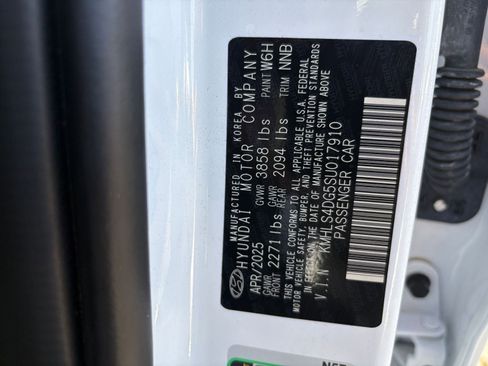 MANUFACTURED IN KOREA BY
HYUNDAI MOTOR COMPANY
APR/2025 GVWR 3858 lbs PAINT W6H
GAWR FRONT 2271 lbs GAWR REAR 2094 lbs TRIM NNB
THIS VEHICLE CONFORMS TO ALL APPLICABLE U.S.A. FEDERAL
MOTOR VEHICLE SAFETY, BUMPER, AND THEFT PREVENTION STANDARDS
IN EFFECT ON THE DATE OF MANUFACTURE SHOWN ABOVE
V.I.N KMHLS4DG5SU017910
PASSENGER CAR